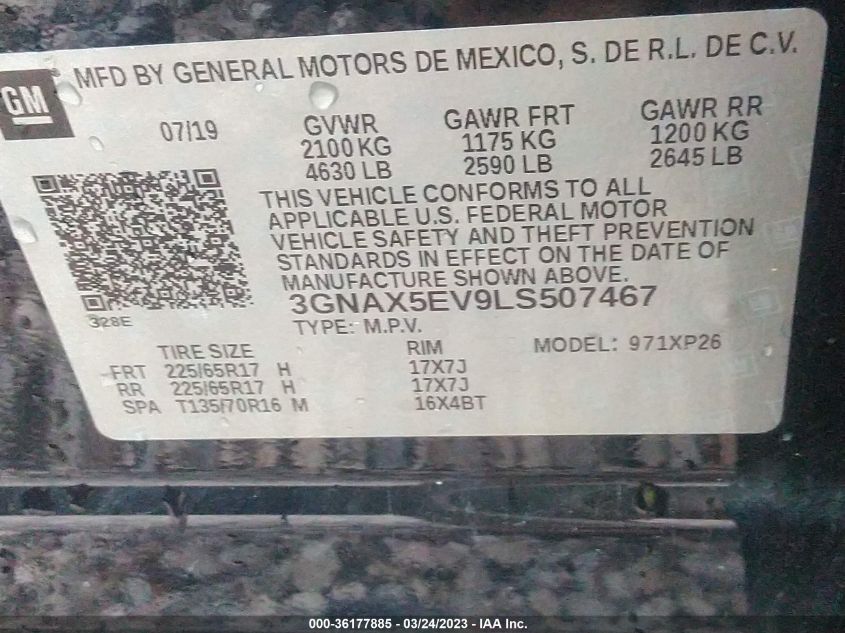 MFD BY GENERAL MOTORS DE MEXICO, S. DE R.L. DE C.V.
GM
07/19
GVWR GAWR FRT GAWR RR
2100 KG 1175 KG 1200 KG
4630 LB 2590 LB 2645 LB
THIS VEHICLE CONFORMS TO ALL
APPLICABLE U.S. FEDERAL MOTOR
VEHICLE SAFETY AND THEFT PREVENTION
STANDARDS IN EFFECT ON THE DATE OF
MANUFACTURE SHOWN ABOVE.
3GNAX5EV9LS507467
328E
TYPE: M.P.V.
TIRE SIZE RIM MODEL: 971XP26
FRT 225/65R17 H 17X7J
RR 225/65R17 H 17X7J
SPA T135/70R16 M 16X4BT
000-36177885 - 03/24/2023 - IAA Inc.